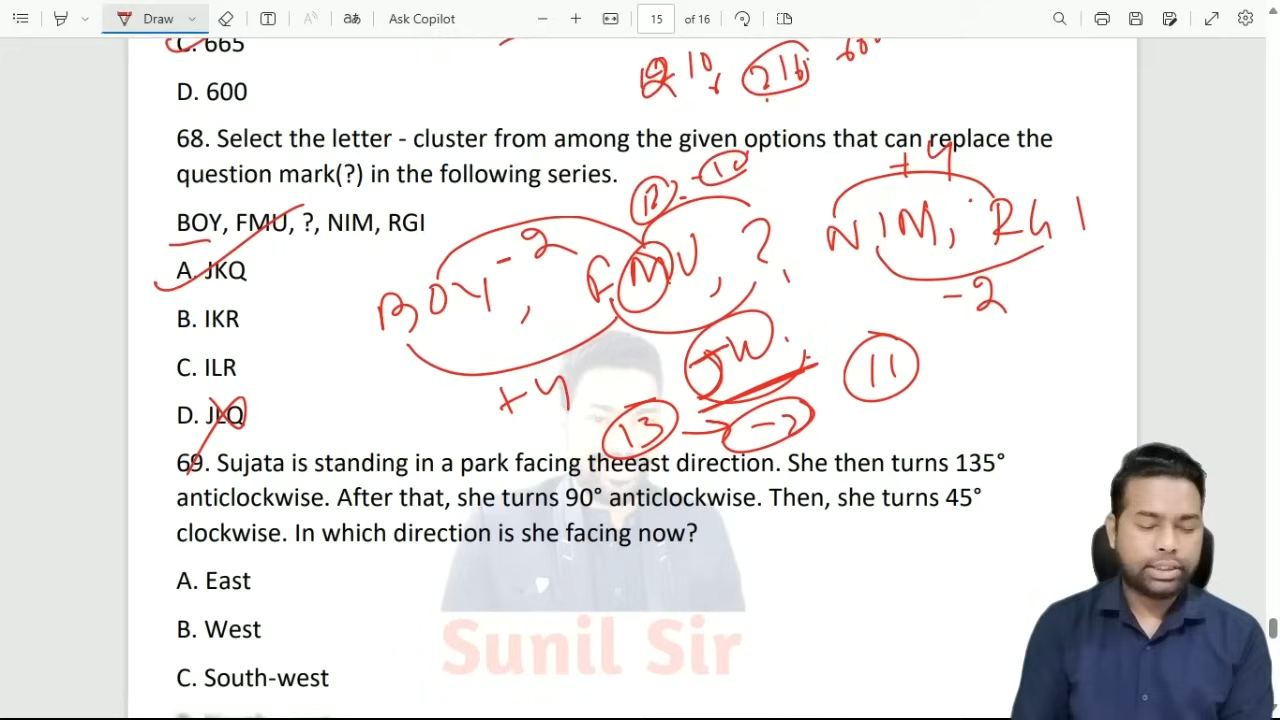 Draw
Ask Copilot
15 of 16
C. 665
D. 600
68. Select the letter - cluster from among the given options that can replace the
question mark(?) in the following series.
BOY, FMU, ?, NIM, RGI
A. JKQ
B. IKR
C. ILR
D. JLQ
BOY, FMU, ?, NIM, RGI
+4
-2
-2
+4
13
-2
11
69. Sujata is standing in a park facing theeast direction. She then turns 135°
anticlockwise. After that, she turns 90° anticlockwise. Then, she turns 45°
clockwise. In which direction is she facing now?
A. East
B. West
C. South-west
Sunil Sir